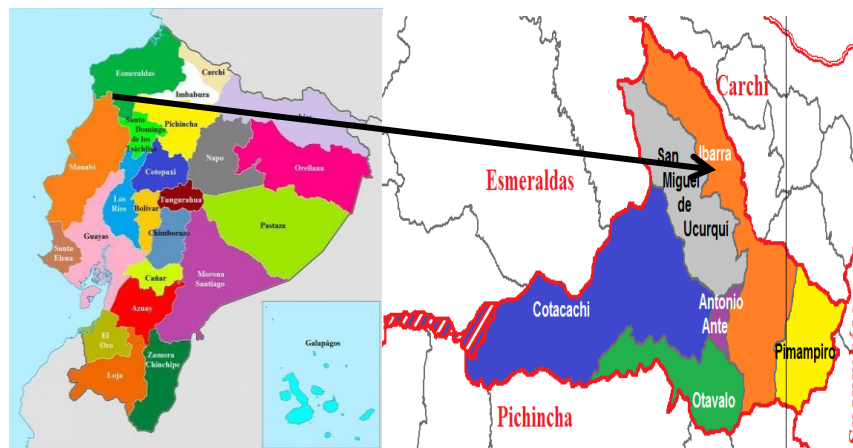 Esmeraldas
Carchi
Imbabura
Pichincha
Santo
Domingo
de los
Tsáchilas
Manabí
Cotopaxi
Napo
Orellana
Los
Ríos
Bolívar
Tungurahua
Pastaza
Guayas
Chimborazo
Santa
Elena
Cañar
Morona
Santiago
Azuay
El
Oro
Zamora
Chinchipe
Loja
Galapágos
Carchi
Ibarra
San
Miguel
de
Ucurqui
Esmeraldas
Cotacachi
Antonio
Ante
Pimampiro
Otavalo
Pichincha